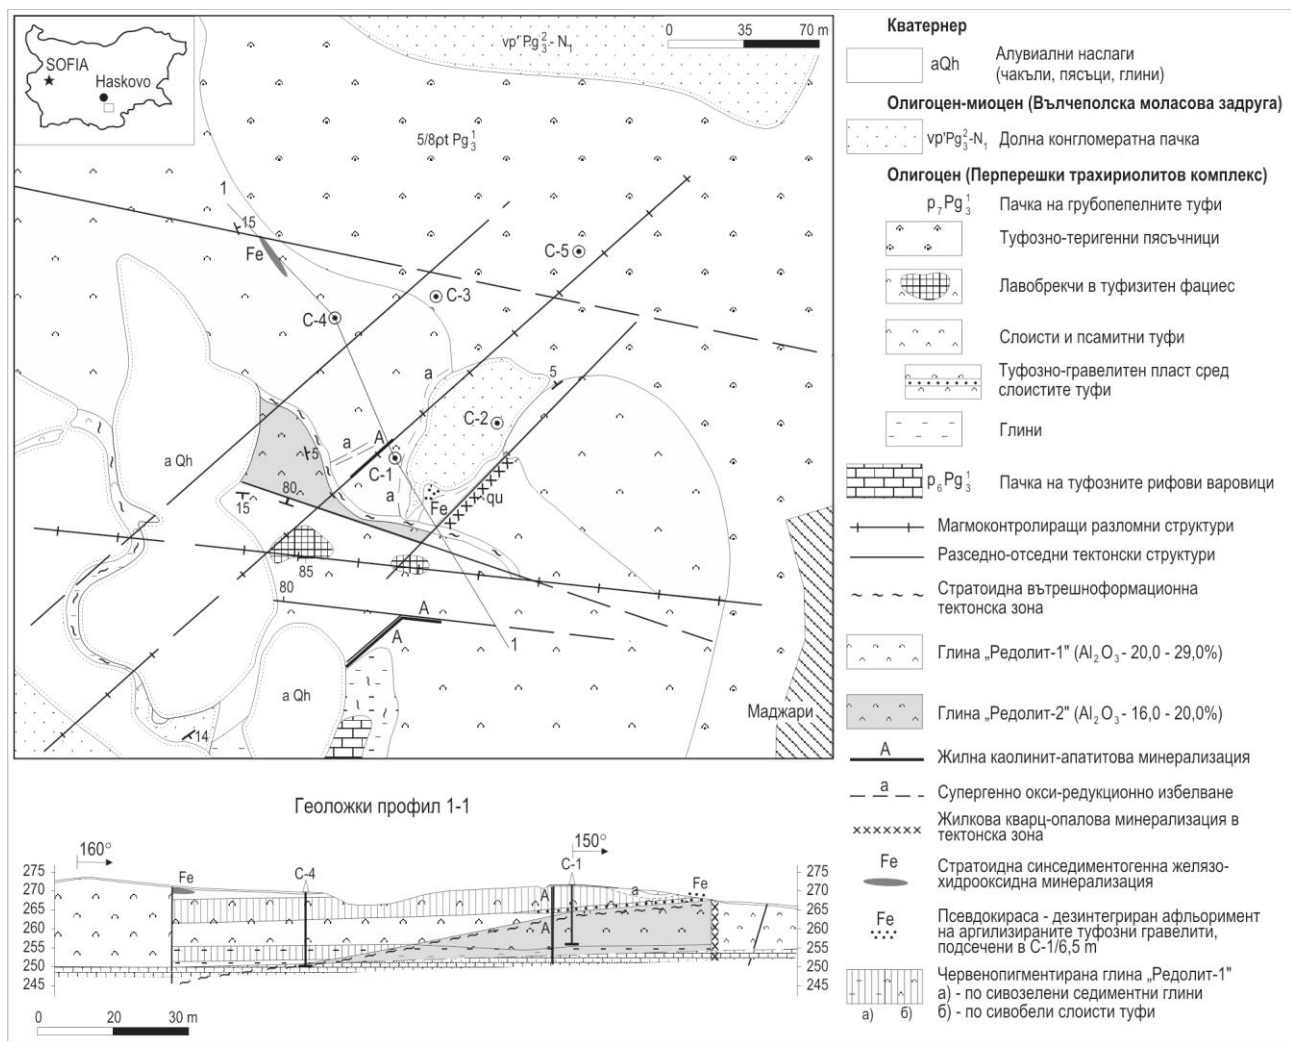 SOFIA
Haskovo
0 35 70 m
vp' Pg₃²- N₁
5/8ρt Pg₃¹
1
15
Fe
C-5
C-3
C-4
a
5
C-2
A
a
5
C-1
a
a Qh
Fe
qu
80
15
85
80
A
A
1
a Qh
14
Маджари
Кватернер
aQh Алувиални наслаги
(чакъли, пясъци, глини)
Олигоцен-миоцен (Вълчеполска моласова задруга)
vp'Pg₃²-N₁ Долна конгломератна пачка
Олигоцен (Перперешки трахириолитов комплекс)
p₇Pg₃¹ Пачка на грубопепелните туфи
Туфозно-теригенни пясъчници
Лавобрекчи в туфизитен фациес
Слоисти и псамитни туфи
Туфозно-гравелитен пласт сред
слоистите туфи
Глини
p₆Pg₃¹ Пачка на туфозните рифови варовици
Магмоконтролиращи разломни структури
Разседно-отседни тектонски структури
Стратоидна вътрешноформационна
тектонска зона
Глина „Редолит-1" (Al₂O₃ - 20,0 - 29,0%)
Глина „Редолит-2" (Al₂O₃ - 16,0 - 20,0%)
A Жилна каолинит-апатитова минерализация
a Супергенно окси-редукционно избелване
Жилкова кварц-опалова минерализация в
тектонска зона
Fe Стратоидна синседиментогенна желязо-
хидрооксидна минерализация
Fe Псевдокираса - дезинтегриран афльоримент
на аргилизираните туфозни гравелити,
подсечени в С-1/6,5 m
Червенопигментирана глина „Редолит-1"
а) - по сивозелени седиментни глини
б) - по сивобели слоисти туфи
а) б)
Геоложки профил 1-1
160°
150°
C-4
C-1
Fe
a
Fe
A
A
275
270
265
260
255
250
245
275
270
265
260
255
250
245
0 20 30 m